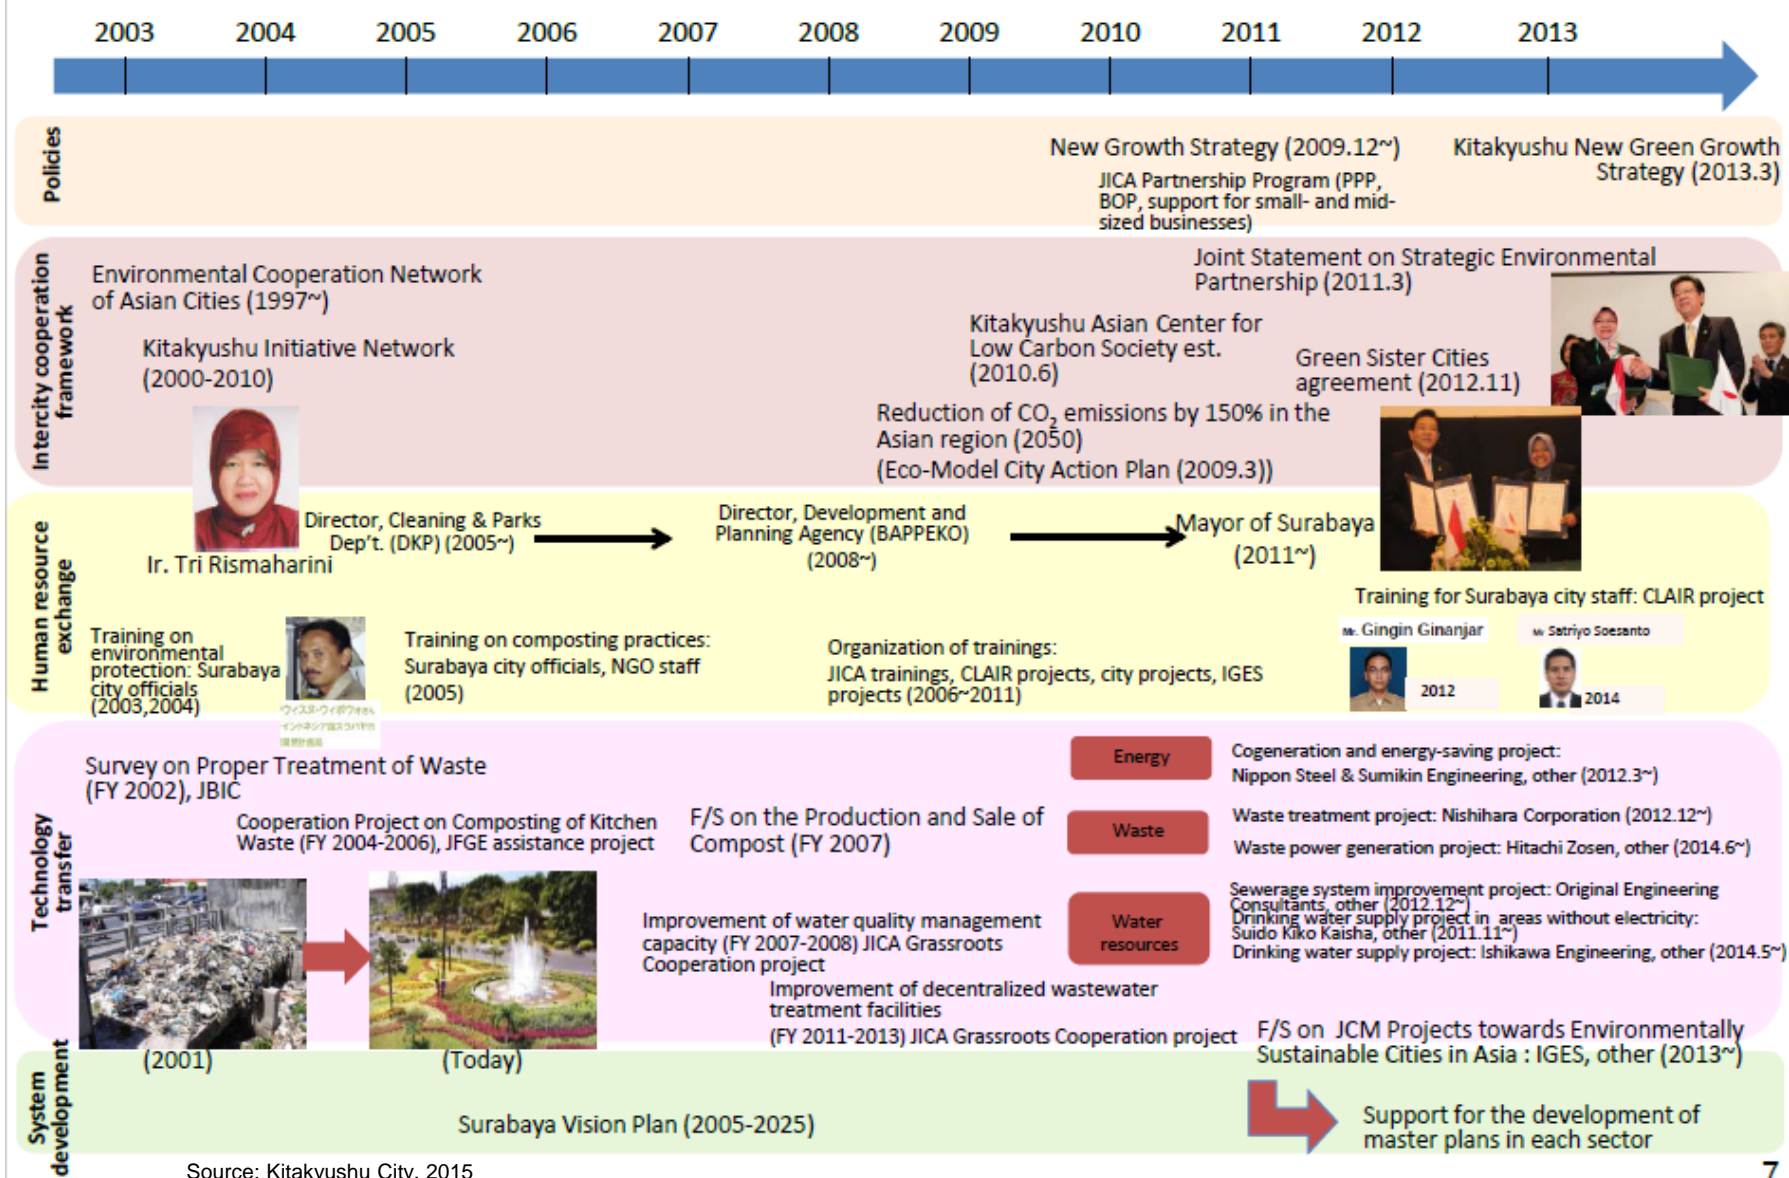 2003 2004 2005 2006 2007 2008 2009 2010 2011 2012 2013
Policies
New Growth Strategy (2009.12~)
JICA Partnership Program (PPP,
BOP, support for small- and mid-
sized businesses)
Kitakyushu New Green Growth
Strategy (2013.3)
Intercity cooperation
framework
Environmental Cooperation Network
of Asian Cities (1997~)
Kitakyushu Initiative Network
(2000-2010)
Joint Statement on Strategic Environmental
Partnership (2011.3)
Kitakyushu Asian Center for
Low Carbon Society est.
(2010.6)
Green Sister Cities
agreement (2012.11)
Reduction of CO₂ emissions by 150% in the
Asian region (2050)
(Eco-Model City Action Plan (2009.3))
Human resource
exchange
Ir. Tri Rismaharini
Director, Cleaning & Parks
Dep't. (DKP) (2005~)
Director, Development and
Planning Agency (BAPPEKO)
(2008~)
Mayor of Surabaya
(2011~)
Training on
environmental
protection: Surabaya
city officials
(2003,2004)
Training on composting practices:
Surabaya city officials, NGO staff
(2005)
Organization of trainings:
JICA trainings, CLAIR projects, city projects, IGES
projects (2006~2011)
Training for Surabaya city staff: CLAIR project
Mr. Gingin Ginanjar
2012
Mr Satriyo Soesanto
2014
Technology
transfer
Survey on Proper Treatment of Waste
(FY 2002), JBIC
Cooperation Project on Composting of Kitchen
Waste (FY 2004-2006), JFGE assistance project
F/S on the Production and Sale of
Compost (FY 2007)
Improvement of water quality management
capacity (FY 2007-2008) JICA Grassroots
Cooperation project
Improvement of decentralized wastewater
treatment facilities
(FY 2011-2013) JICA Grassroots Cooperation project
Energy
Cogeneration and energy-saving project:
Nippon Steel & Sumikin Engineering, other (2012.3~)
Waste
Waste treatment project: Nishihara Corporation (2012.12~)
Waste power generation project: Hitachi Zosen, other (2014.6~)
Water
resources
Sewerage system improvement project: Original Engineering
Consultants, other (2012.12~)
Drinking water supply project in areas without electricity:
Suido Kiko Kaisha, other (2011.11~)
Drinking water supply project: Ishikawa Engineering, other (2014.5~)
(2001)
(Today)
System
development
F/S on JCM Projects towards Environmentally
Sustainable Cities in Asia : IGES, other (2013~)
Surabaya Vision Plan (2005-2025)
Support for the development of
master plans in each sector
Source: Kitakyushu City, 2015
7